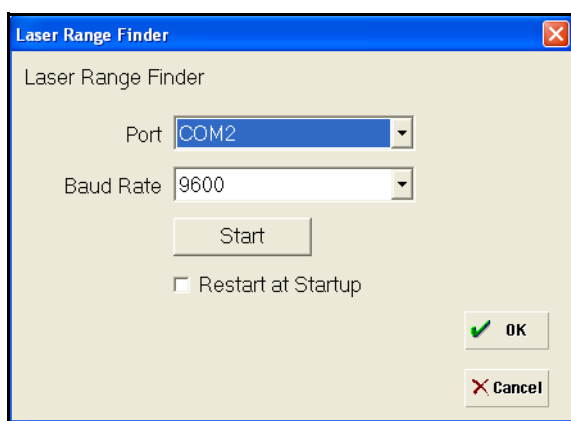 Laser Range Finder
Laser Range Finder
Port COM2
Baud Rate 9600
Start
Restart at Startup
OK
Cancel